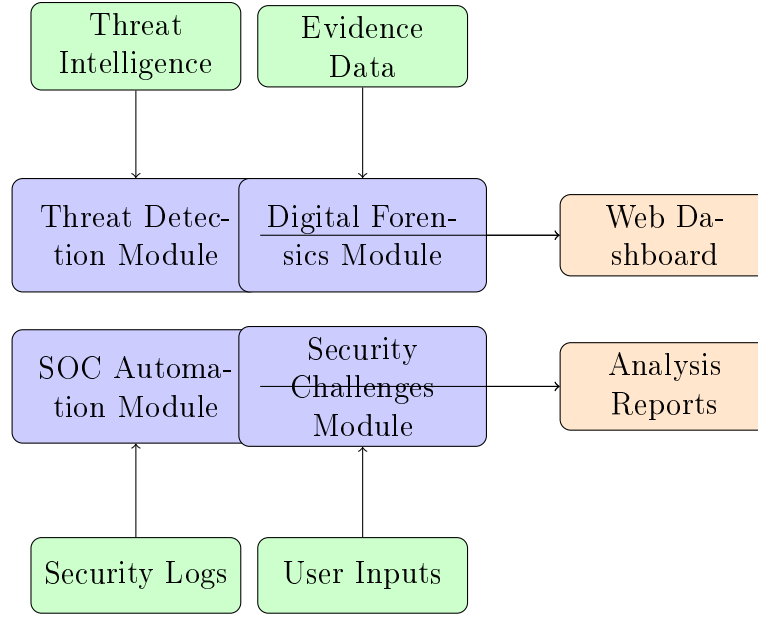 Threat
Intelligence
Evidence
Data
Threat Detec-
tion Module
Digital Foren-
sics Module
Web Da-
shboard
SOC Automa-
tion Module
Security
Challenges
Module
Analysis
Reports
Security Logs
User Inputs